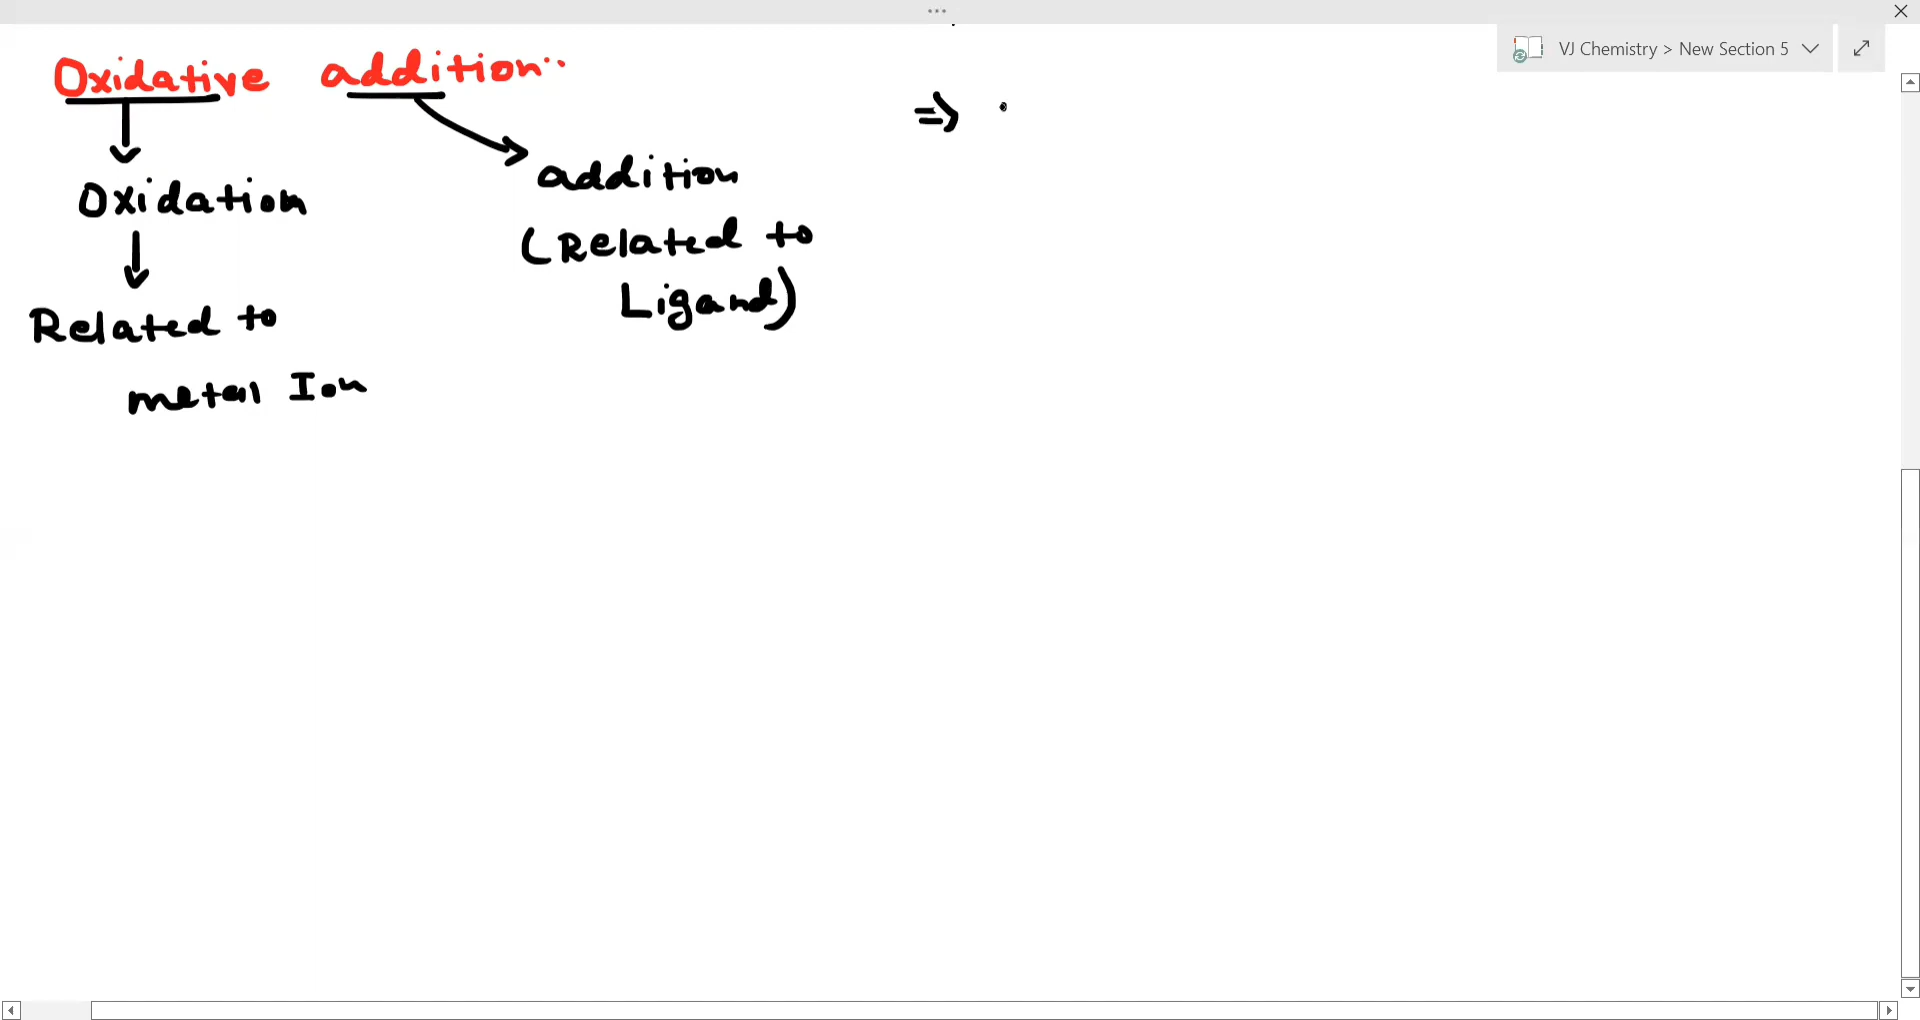 VJ Chemistry > New Section 5
Oxidative addition:
⇒
Oxidation
addition
(Related to
Ligand)
Related to
metal Ion